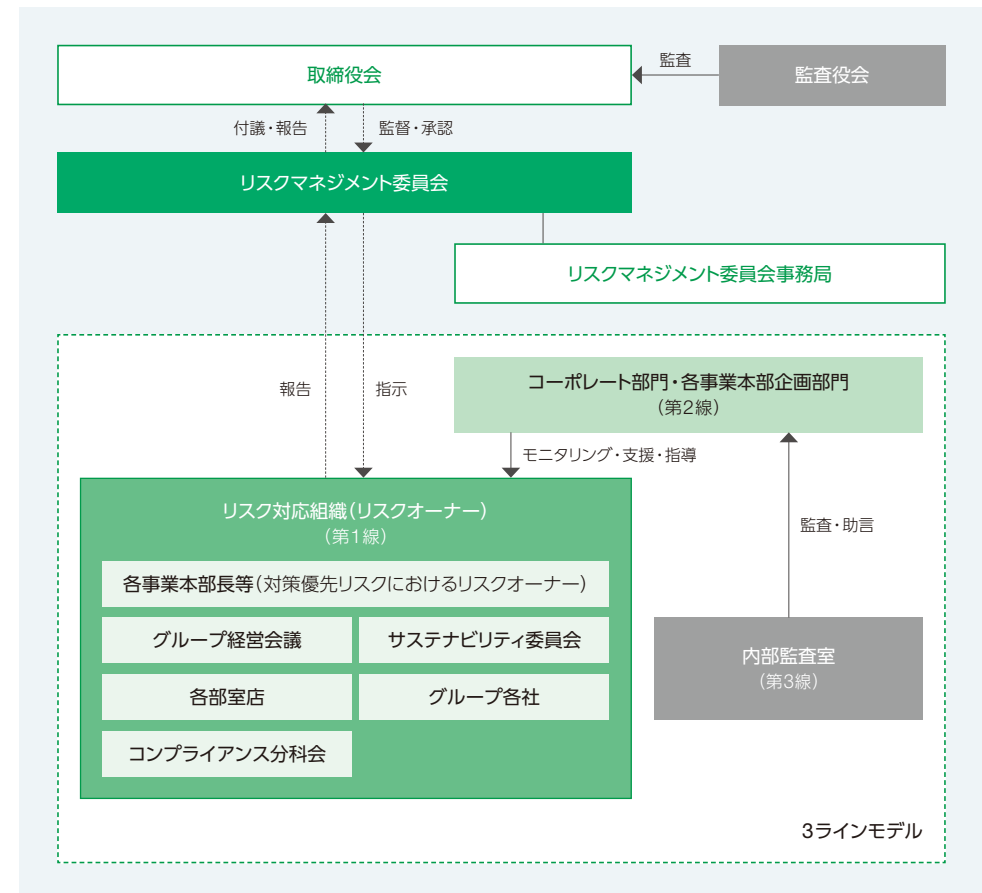 取締役会
監査
監査役会
付議・報告
監督・承認
リスクマネジメント委員会
リスクマネジメント委員会事務局
報告
指示
コーポレート部門・各事業本部企画部門
（第2線）
モニタリング・支援・指導
リスク対応組織（リスクオーナー）
（第1線）
各事業本部長等（対策優先リスクにおけるリスクオーナー）
グループ経営会議
サステナビリティ委員会
各部室店
グループ各社
コンプライアンス分科会
監査・助言
内部監査室
（第3線）
3ラインモデル